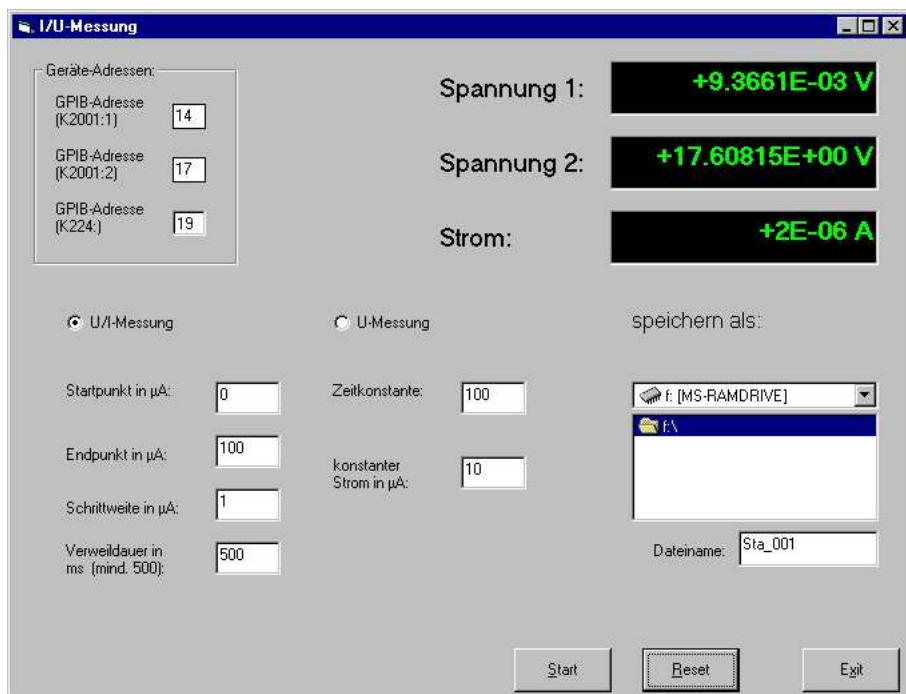 I/U-Messung
Geräte-Adressen:
GPIB-Adresse
(K2001:1)
14
GPIB-Adresse
(K2001:2)
17
GPIB-Adresse
(K224:)
19
Spannung 1:
+9.3661E-03 V
Spannung 2:
+17.60815E+00 V
Strom:
+2E-06 A
U/I-Messung
Startpunkt in µA:
0
Endpunkt in µA:
100
Schrittweite in µA:
1
Verweildauer in
ms (mind. 500):
500
U-Messung
Zeitkonstante:
100
konstanter
Strom in µA:
10
speichern als:
f: [MS-RAMDRIVE]
f:\
Dateiname:
Sta_001
Start
Reset
Exit